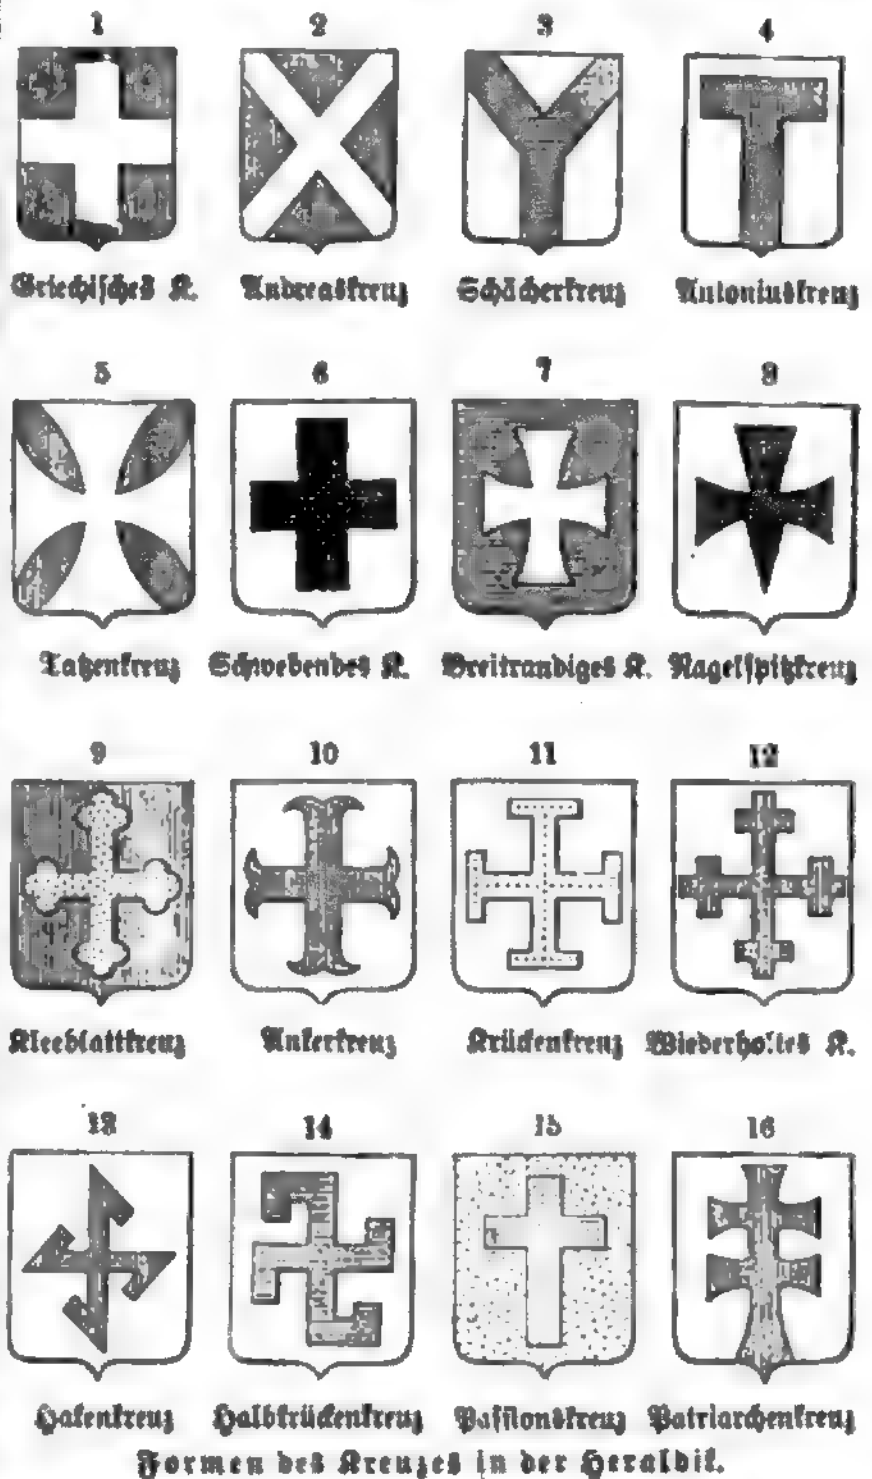 1 2 3 4
Griechisches K. Andreaskreuz Schächerkreuz Antoniuskreuz
5 6 7 8
Tatzenkreuz Schwebendes K. Breitrandiges K. Nagelspitzkreuz
9 10 11 12
Kleeblattkreuz Ankerkreuz Krückenkreuz Wiederholtes K.
13 14 15 16
Hakenkreuz Halbkrückenkreuz Passionskreuz Patriarchenkreuz
Formen des Kreuzes in der Heraldik.